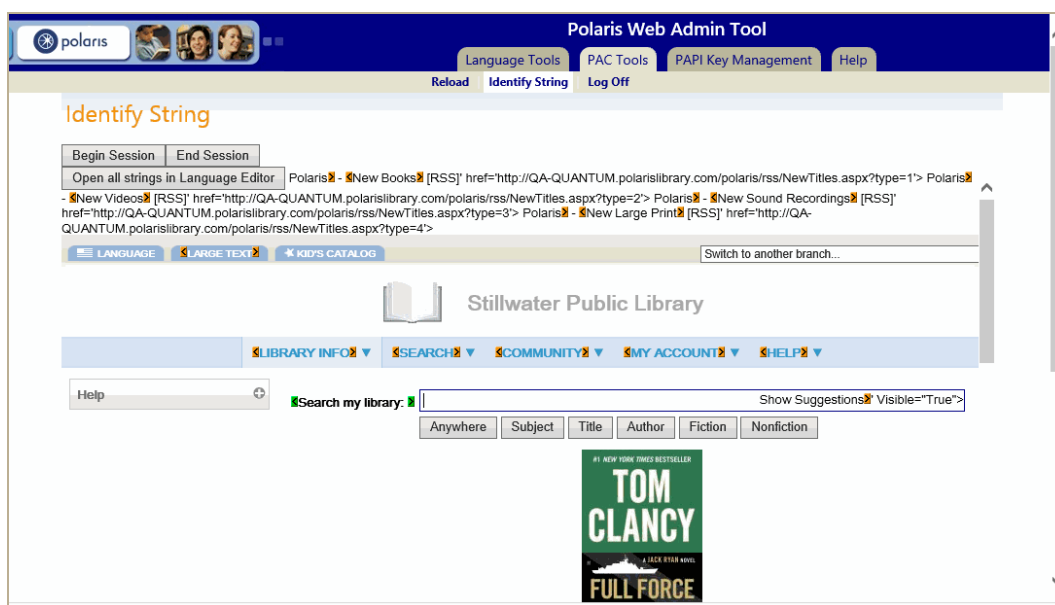 polaris
Polaris Web Admin Tool
Language Tools PAC Tools PAPI Key Management Help
Reload Identify String Log Off
Identify String
Begin Session End Session
Open all strings in Language Editor Polaris> - <New Books> [RSS]' href='http://QA-QUANTUM.polarislibrary.com/polaris/rss/NewTitles.aspx?type=1'> Polaris>
- <New Videos> [RSS]' href='http://QA-QUANTUM.polarislibrary.com/polaris/rss/NewTitles.aspx?type=2'> Polaris> - <New Sound Recordings> [RSS]'
href='http://QA-QUANTUM.polarislibrary.com/polaris/rss/NewTitles.aspx?type=3'> Polaris> - <New Large Print> [RSS]' href='http://QA-
QUANTUM.polarislibrary.com/polaris/rss/NewTitles.aspx?type=4'>
LANGUAGE <LARGE TEXT> KID'S CATALOG Switch to another branch...
Stillwater Public Library
<LIBRARY INFO> ▼ <SEARCH> ▼ <COMMUNITY> ▼ <MY ACCOUNT> ▼ <HELP> ▼
Help
<Search my library: > Show Suggestions>' Visible="True">
Anywhere Subject Title Author Fiction Nonfiction
#1 NEW YORK TIMES BESTSELLER
TOM
CLANCY
A JACK RYAN NOVEL
FULL FORCE